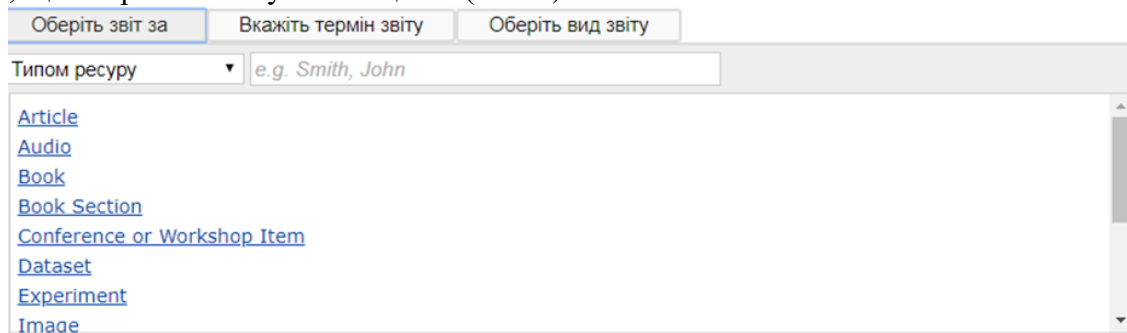 Оберіть звіт за Вкажіть термін звіту Оберіть вид звіту
Типом ресуру e.g. Smith, John
Article
Audio
Book
Book Section
Conference or Workshop Item
Dataset
Experiment
Image